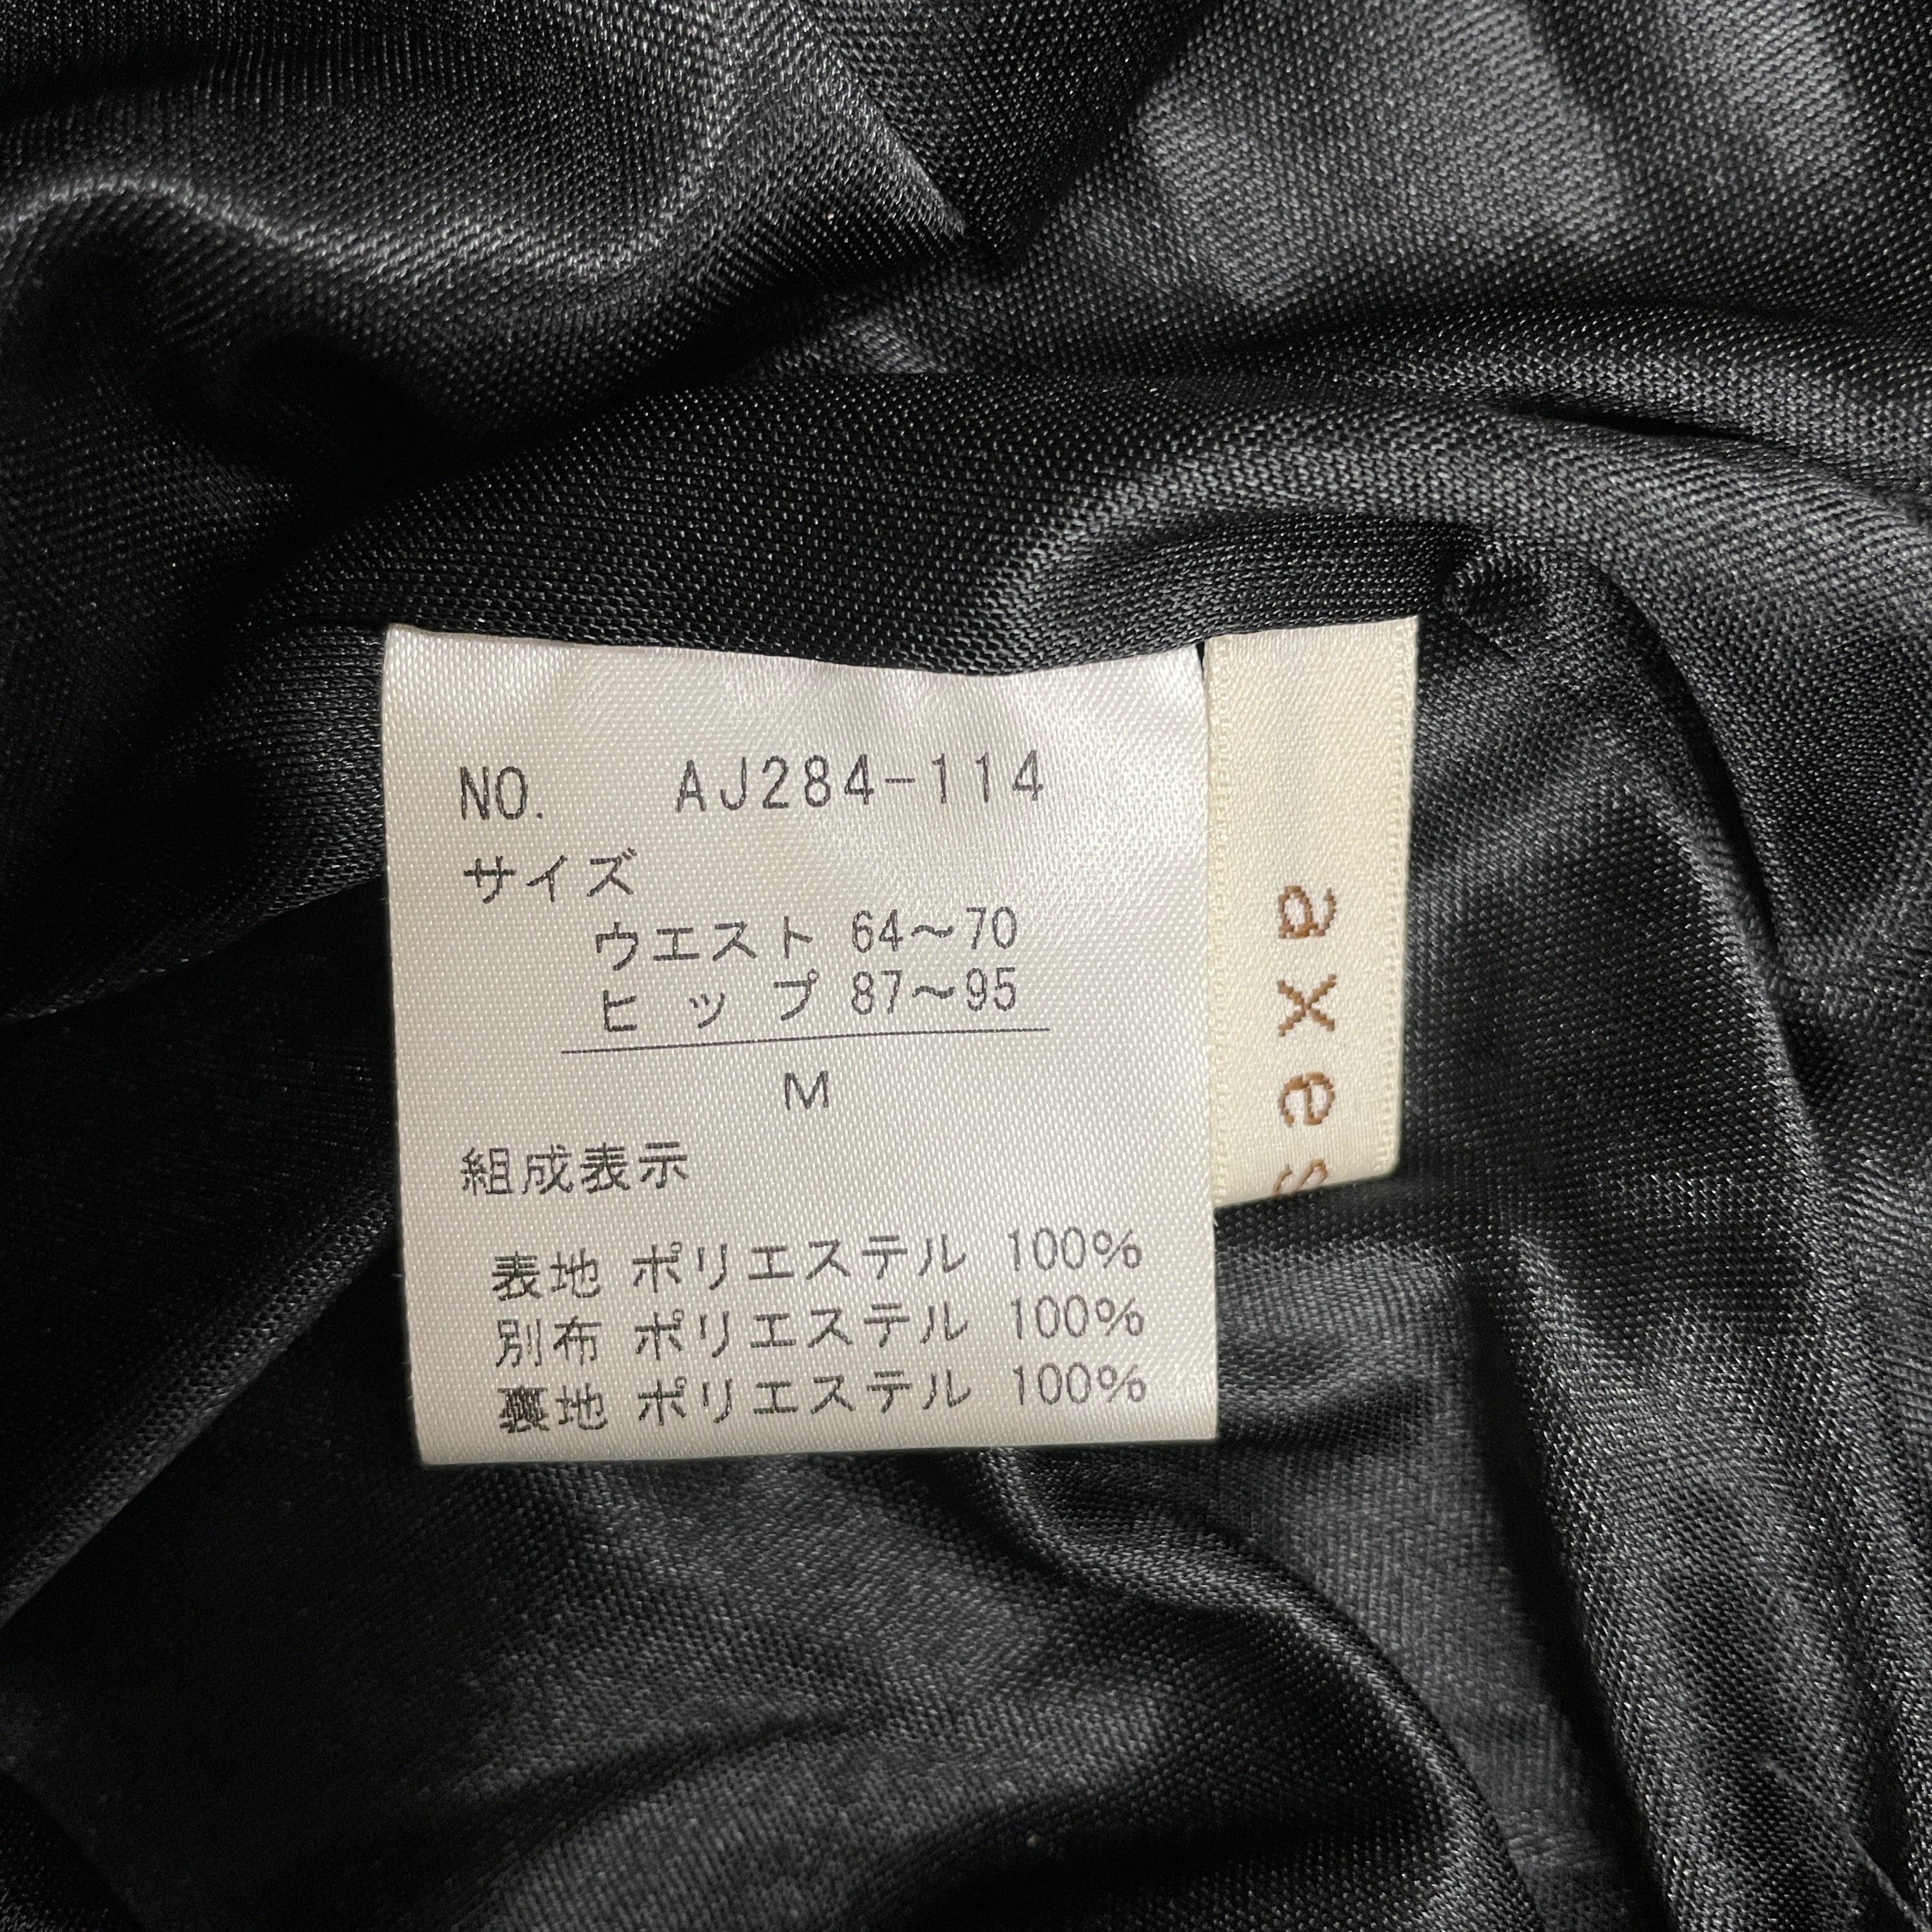 NO. AJ284-114
サイズ
ウエスト 64～70
ヒップ 87～95
M
組成表示
表地 ポリエステル 100%
別布 ポリエステル 100%
裏地 ポリエステル 100%
axes